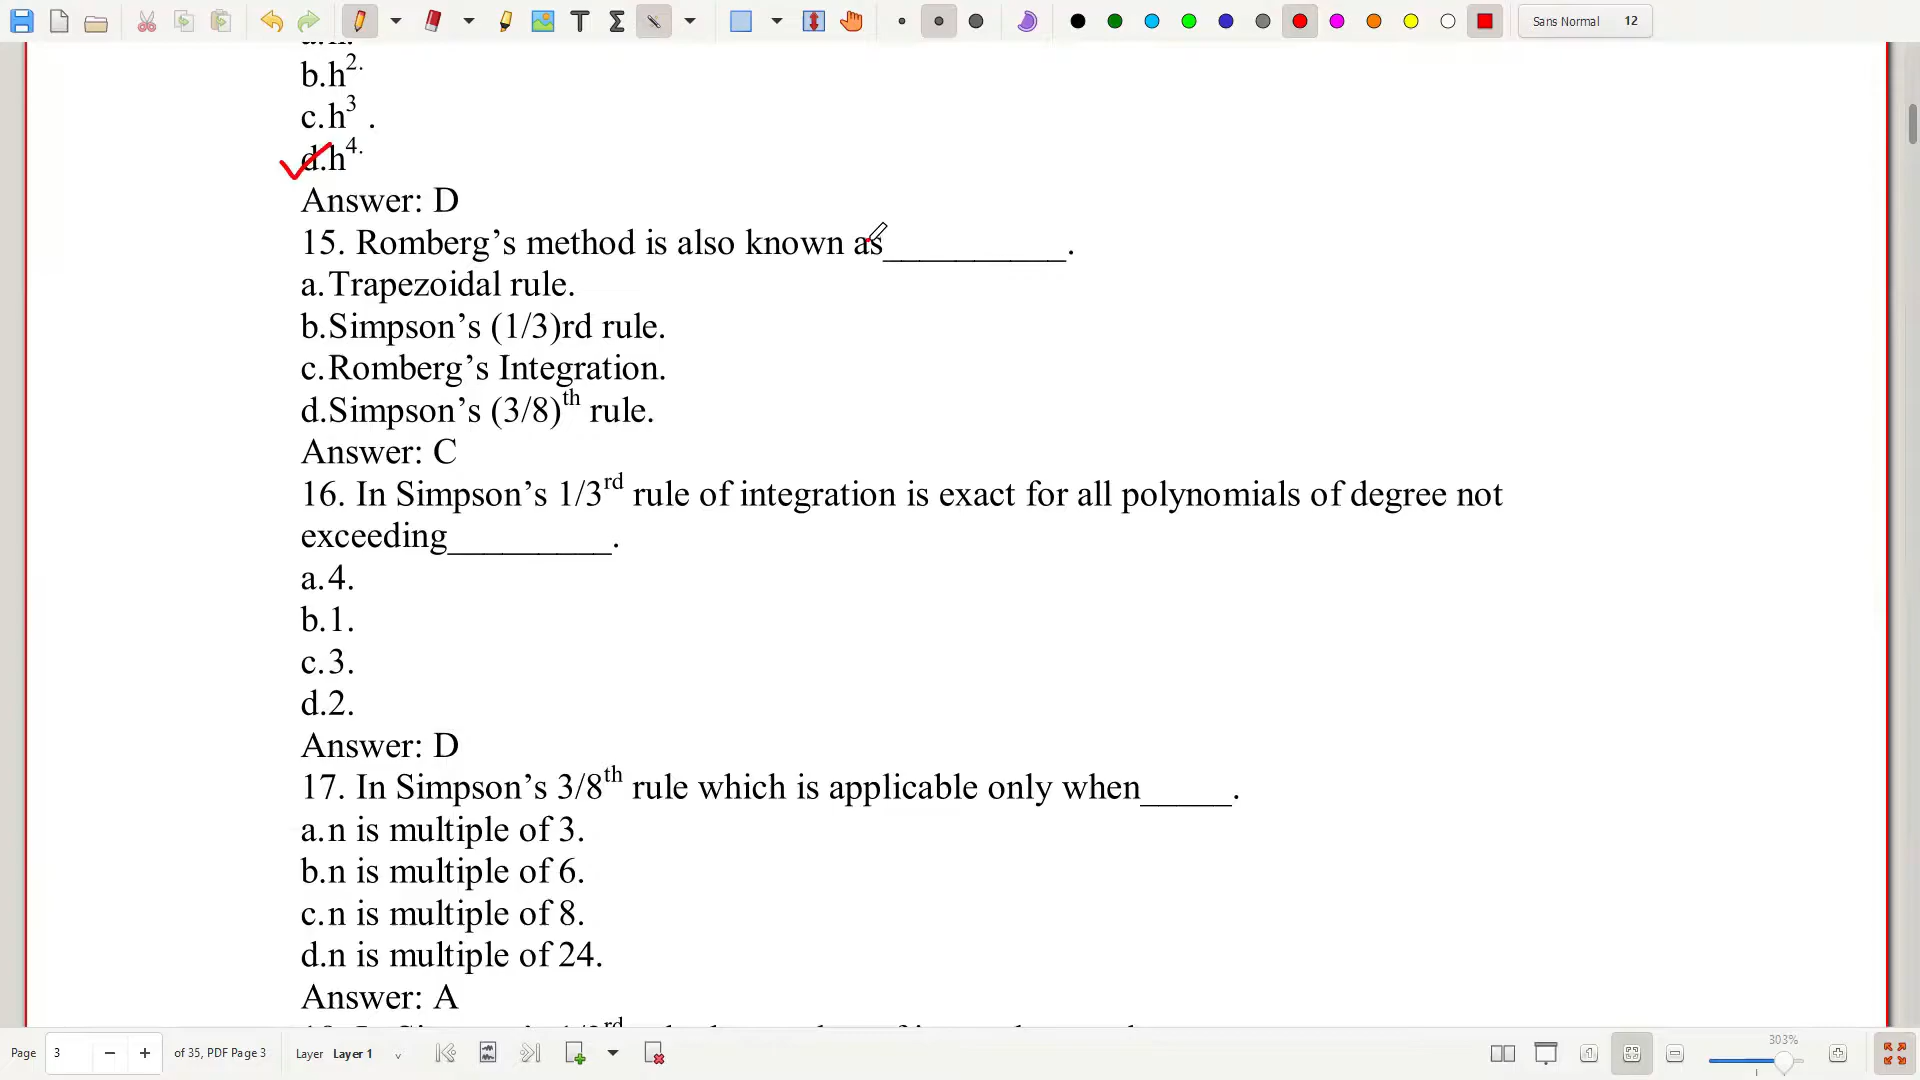 Sans Normal 12
b.h2.
c.h3 .
d.h4.
Answer: D
15. Romberg’s method is also known as__________.
a.Trapezoidal rule.
b.Simpson’s (1/3)rd rule.
c.Romberg’s Integration.
d.Simpson’s (3/8)th rule.
Answer: C
16. In Simpson’s 1/3rd rule of integration is exact for all polynomials of degree not
exceeding_________.
a.4.
b.1.
c.3.
d.2.
Answer: D
17. In Simpson’s 3/8th rule which is applicable only when_____.
a.n is multiple of 3.
b.n is multiple of 6.
c.n is multiple of 8.
d.n is multiple of 24.
Answer: A
Page 3 of 35, PDF Page 3 Layer Layer 1 303%